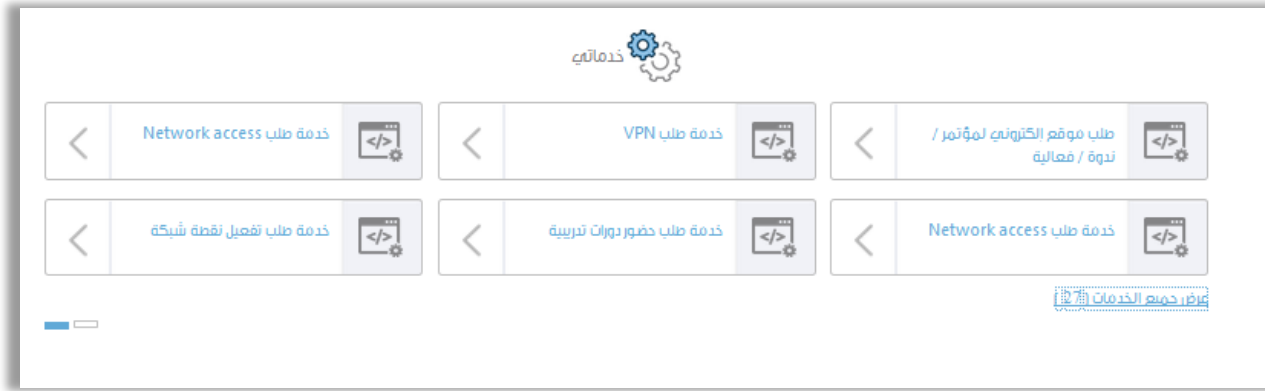 خدماتي
طلب موقع إلكتروني لمؤتمر /
ندوة / فعالية
خدمة طلب VPN
خدمة طلب Network access
خدمة طلب Network access
خدمة طلب حضور دورات تدريبية
خدمة طلب تفعيل نقطة شبكة
عرض جميع الخدمات ( 27 )